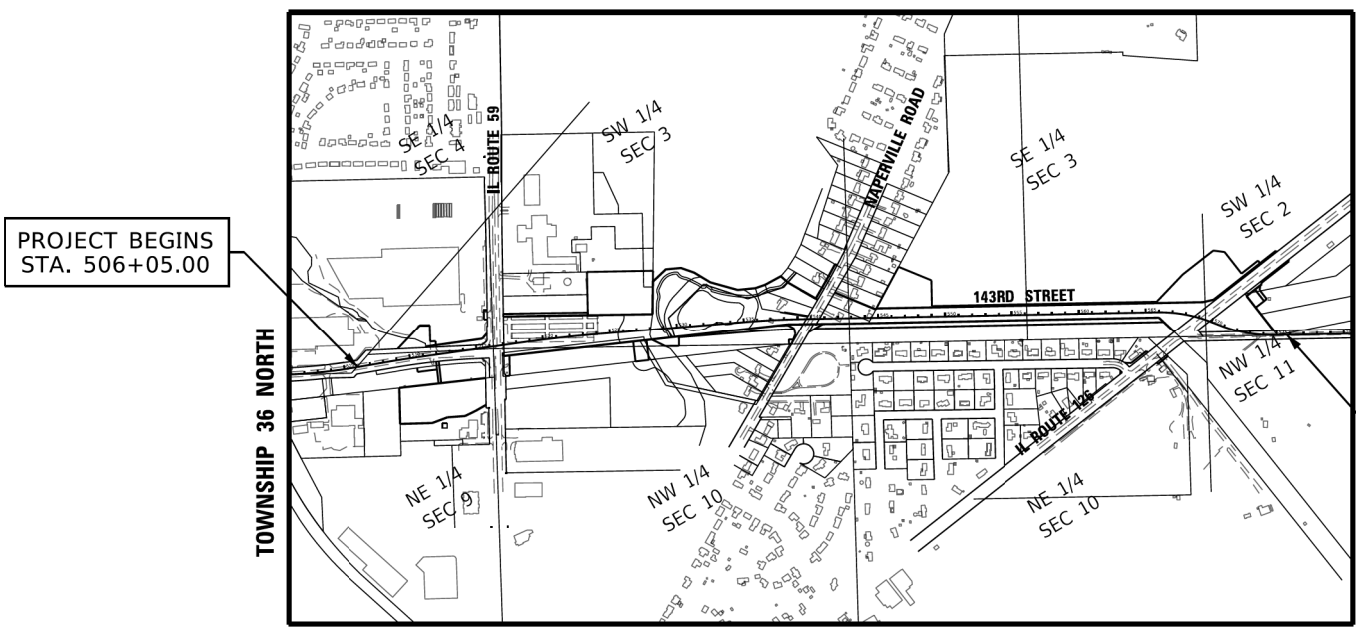 PROJECT BEGINS
STA. 506+05.00
TOWNSHIP 36 NORTH
SE 1/4
SEC 4
IL ROUTE 59
SW 1/4
SEC 3
NAPERVILLE ROAD
SE 1/4
SEC 3
SW 1/4
SEC 2
143RD STREET
NW 1/4
SEC 11
IL ROUTE 126
NE 1/4
SEC 9
NW 1/4
SEC 10
NE 1/4
SEC 10